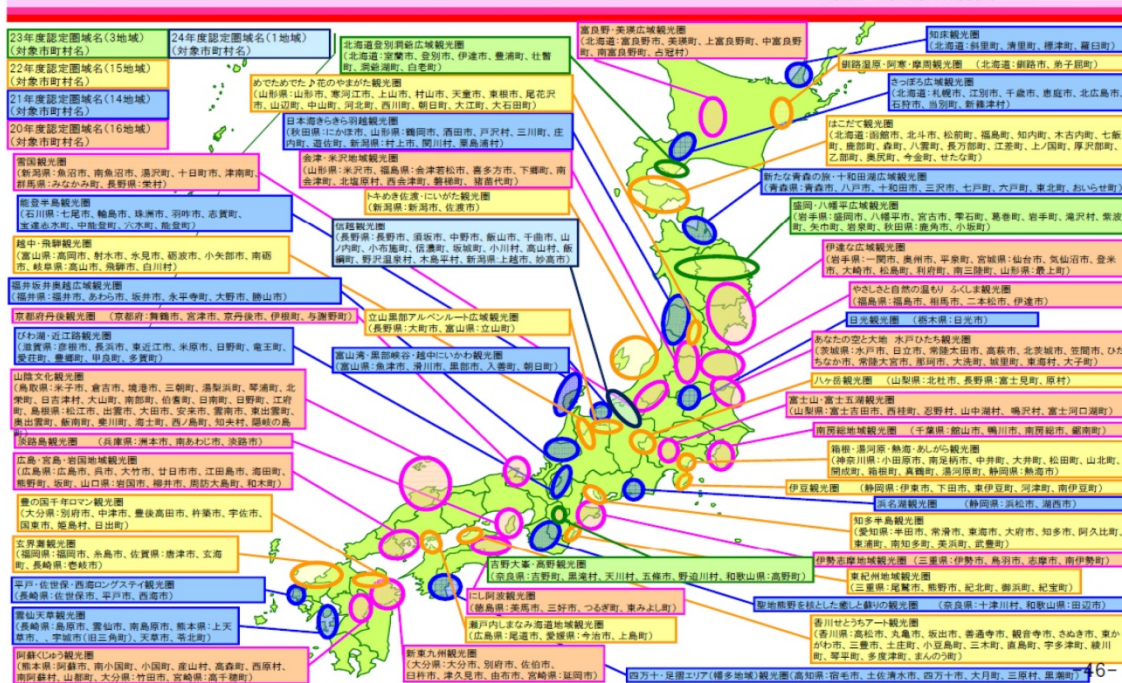 23年度認定圏域名(3地域)
(対象市町村名)
24年度認定圏域名(1地域)
(対象市町村名)
22年度認定圏域名(15地域)
(対象市町村名)
21年度認定圏域名(14地域)
(対象市町村名)
20年度認定圏域名(16地域)
(対象市町村名)
雪国観光圏
(新潟県:魚沼市、南魚沼市、湯沢町、十日町市、津南町、
群馬県:みなかみ町、長野県:栄村)
能登半島観光圏
(石川県:七尾市、輪島市、珠洲市、羽咋市、志賀町、
宝達志水町、中能登町、穴水町、能登町)
越中・飛騨観光圏
(富山県:高岡市、射水市、氷見市、砺波市、小矢部市、南砺
市、岐阜県:高山市、飛騨市、白川村)
福井坂井奥越広域観光圏
(福井県:福井市、あわら市、坂井市、永平寺町、大野市、勝山市)
京都府丹後観光圏 (京都府:舞鶴市、宮津市、京丹後市、伊根町、与謝野町)
びわ湖・近江路観光圏
(滋賀県:彦根市、長浜市、東近江市、米原市、日野町、竜王町、
愛荘町、豊郷町、甲良町、多賀町)
山陰文化観光圏
(鳥取県:米子市、倉吉市、境港市、三朝町、湯梨浜町、琴浦町、北
栄町、日吉津村、大山町、南部町、伯耆町、日南町、日野町、江府
町、島根県:松江市、出雲市、大田市、安来市、雲南市、東出雲町、
奥出雲町、飯南町、斐川町、海士町、西ノ島町、知夫村、隠岐の島
町)
淡路島観光圏 (兵庫県:洲本市、南あわじ市、淡路市)
広島・宮島・岩国地域観光圏
(広島県:広島市、呉市、大竹市、廿日市市、江田島市、海田町、
熊野町、坂町、山口県:岩国市、柳井市、周防大島町、和木町)
豊の国千年ロマン観光圏
(大分県:別府市、中津市、豊後高田市、杵築市、宇佐市、
国東市、姫島村、日出町)
玄界灘観光圏
(福岡県:福岡市、糸島市、佐賀県:唐津市、玄海
町、長崎県:壱岐市)
平戸・佐世保・西海ロングステイ観光圏
(長崎県:佐世保市、平戸市、西海市)
雲仙天草観光圏
(長崎県:島原市、雲仙市、南島原市、熊本県:上天
草市、、宇城市(旧三角町)、天草市、苓北町)
阿蘇くじゅう観光圏
(熊本県:阿蘇市、南小国町、小国町、産山村、高森町、西原村、
南阿蘇村、山都町、大分県:竹田市、宮崎県:高千穂町)
北海道登別洞爺広域観光圏
(北海道:室蘭市、登別市、伊達市、豊浦町、壮瞥
町、洞爺湖町、白老町)
めでためでた♪花のやまがた観光圏
(山形県:山形市、寒河江市、上山市、村山市、天童市、東根市、尾花沢
市、山辺町、中山町、河北町、西川町、朝日町、大江町、大石田町)
日本海きらきら羽越観光圏
(秋田県:にかほ市、山形県:鶴岡市、酒田市、戸沢村、三川町、庄
内町、遊佐町、新潟県:村上市、関川村、粟島浦村)
会津・米沢地域観光圏
(山形県:米沢市、福島県:会津若松市、喜多方市、下郷町、南
会津町、北塩原村、西会津町、磐梯町、猪苗代町)
トキめき佐渡・にいがた観光圏
(新潟県:新潟市、佐渡市)
信越観光圏
(長野県:長野市、須坂市、中野市、飯山市、千曲市、山
ノ内町、小布施町、信濃町、坂城町、小川村、高山村、飯
綱町、野沢温泉村、木島平村、新潟県:上越市、妙高市)
立山黒部アルペンルート広域観光圏
(長野県:大町市、富山県:立山町)
富山湾・黒部峡谷・越中にいかわ観光圏
(富山県:魚津市、滑川市、黒部市、入善町、朝日町)
富良野・美瑛広域観光圏
(北海道:富良野市、美瑛町、上富良野町、中富良野
町、南富良野町、占冠村)
知床観光圏
(北海道:斜里町、清里町、標津町、羅臼町)
釧路湿原・阿寒・摩周観光圏 (北海道:釧路市、弟子屈町)
さっぽろ広域観光圏
(北海道:札幌市、江別市、千歳市、恵庭市、北広島市、
石狩市、当別町、新篠津村)
はこだて観光圏
(北海道:函館市、北斗市、松前町、福島町、知内町、木古内町、七飯
町、鹿部町、森町、八雲町、長万部町、江差町、上ノ国町、厚沢部町、
乙部町、奥尻町、今金町、せたな町)
新たな青森の旅・十和田湖広域観光圏
(青森県:青森市、八戸市、十和田市、三沢市、七戸町、六戸町、東北町、おいらせ町)
盛岡・八幡平広域観光圏
(岩手県:盛岡市、八幡平市、宮古市、雫石町、葛巻町、岩手町、滝沢村、紫波
町、矢巾町、岩泉町、秋田県:鹿角市、小坂町)
伊達な広域観光圏
(岩手県:一関市、奥州市、平泉町、宮城県:仙台市、気仙沼市、登米
市、大崎市、松島町、利府町、南三陸町、山形県:最上町)
やさしさと自然の温もり ふくしま観光圏
(福島県:福島市、相馬市、二本松市、伊達市)
日光観光圏 (栃木県:日光市)
あなたの空と大地 水戸ひたち観光圏
(茨城県:水戸市、日立市、常陸太田市、高萩市、北茨城市、笠間市、ひた
ちなか市、常陸大宮市、那珂市、大洗町、城里町、東海村、大子町)
八ヶ岳観光圏 (山梨県:北杜市、長野県:富士見町、原村)
富士山・富士五湖観光圏
(山梨県:富士吉田市、西桂町、忍野村、山中湖村、鳴沢村、富士河口湖町)
南房総地域観光圏 (千葉県:館山市、鴨川市、南房総市、鋸南町)
箱根・湯河原・熱海・あしがら観光圏
(神奈川県:小田原市、南足柄市、中井町、大井町、松田町、山北町、
開成町、箱根町、真鶴町、湯河原町、静岡県:熱海市)
伊豆観光圏 (静岡県:伊東市、下田市、東伊豆町、河津町、南伊豆町)
浜名湖観光圏 (静岡県:浜松市、湖西市)
知多半島観光圏
(愛知県:半田市、常滑市、東海市、大府市、知多市、阿久比町、
東浦町、南知多町、美浜町、武豊町)
伊勢志摩地域観光圏 (三重県:伊勢市、鳥羽市、志摩市、南伊勢町)
東紀州地域観光圏
(三重県:尾鷲市、熊野市、紀北町、御浜町、紀宝町)
聖地熊野を核とした癒しと蘇りの観光圏 (奈良県:十津川村、和歌山県:田辺市)
吉野大峯・高野観光圏
(奈良県:吉野町、黒滝村、天川村、五條市、野迫川村、和歌山県:高野町)
にし阿波観光圏
(徳島県:美馬市、三好市、つるぎ町、東みよし町)
瀬戸内しまなみ海道地域観光圏
(広島県:尾道市、愛媛県:今治市、上島町)
香川せとうちアート観光圏
(香川県:高松市、丸亀市、坂出市、善通寺市、観音寺市、さぬき市、東か
がわ市、三豊市、土庄町、小豆島町、三木町、直島町、宇多津町、綾川
町、琴平町、多度津町、まんのう町)
新東九州観光圏
(大分県:大分市、別府市、佐伯市、
臼杵市、津久見市、由布市、宮崎県:延岡市)
四万十・足摺エリア(幡多地域)観光圏(高知県:宿毛市、土佐清水市、四万十市、大月町、三原村、黒潮町)
-46-